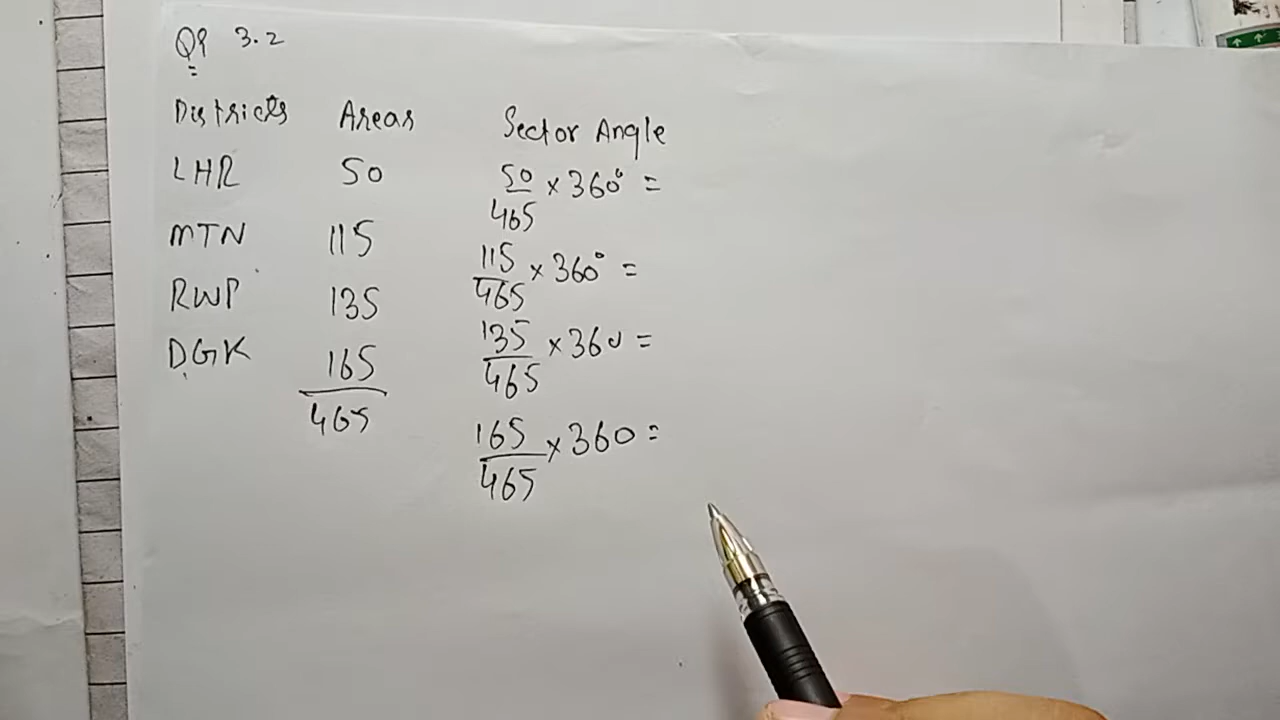 Q9 3.2
Districts Areas Sector Angle
LHR 50 50/465 × 360° =
MTN 115 115/465 × 360° =
RWP 135 135/465 × 360 =
DGK 165 165/465 × 360 =
465